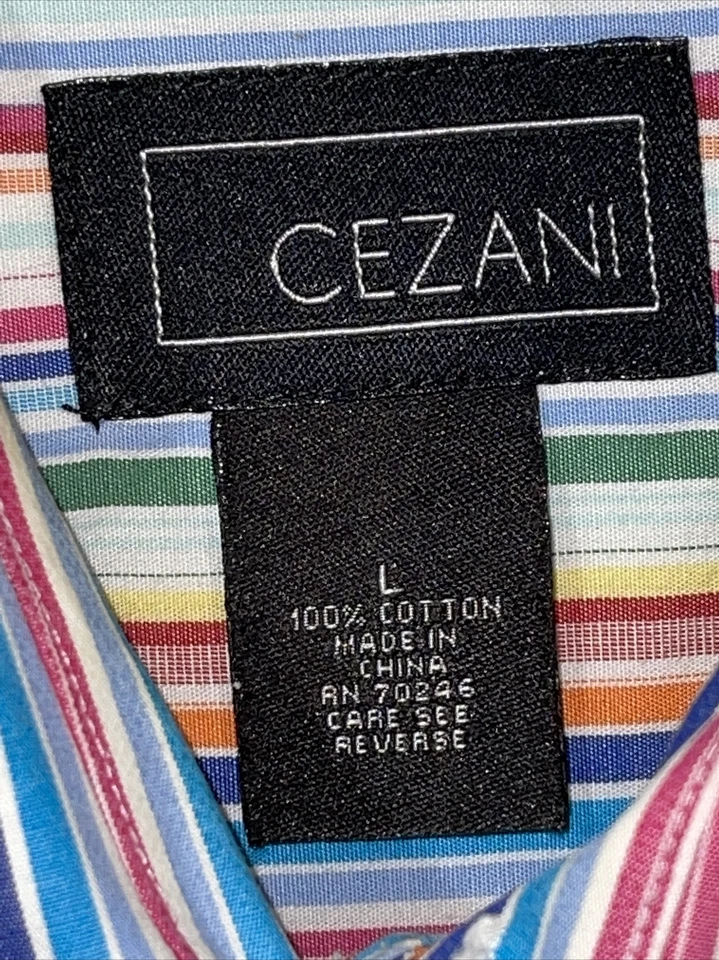 CEZANI
L
100% COTTON
MADE IN
CHINA
RN 70246
CARE SEE
REVERSE